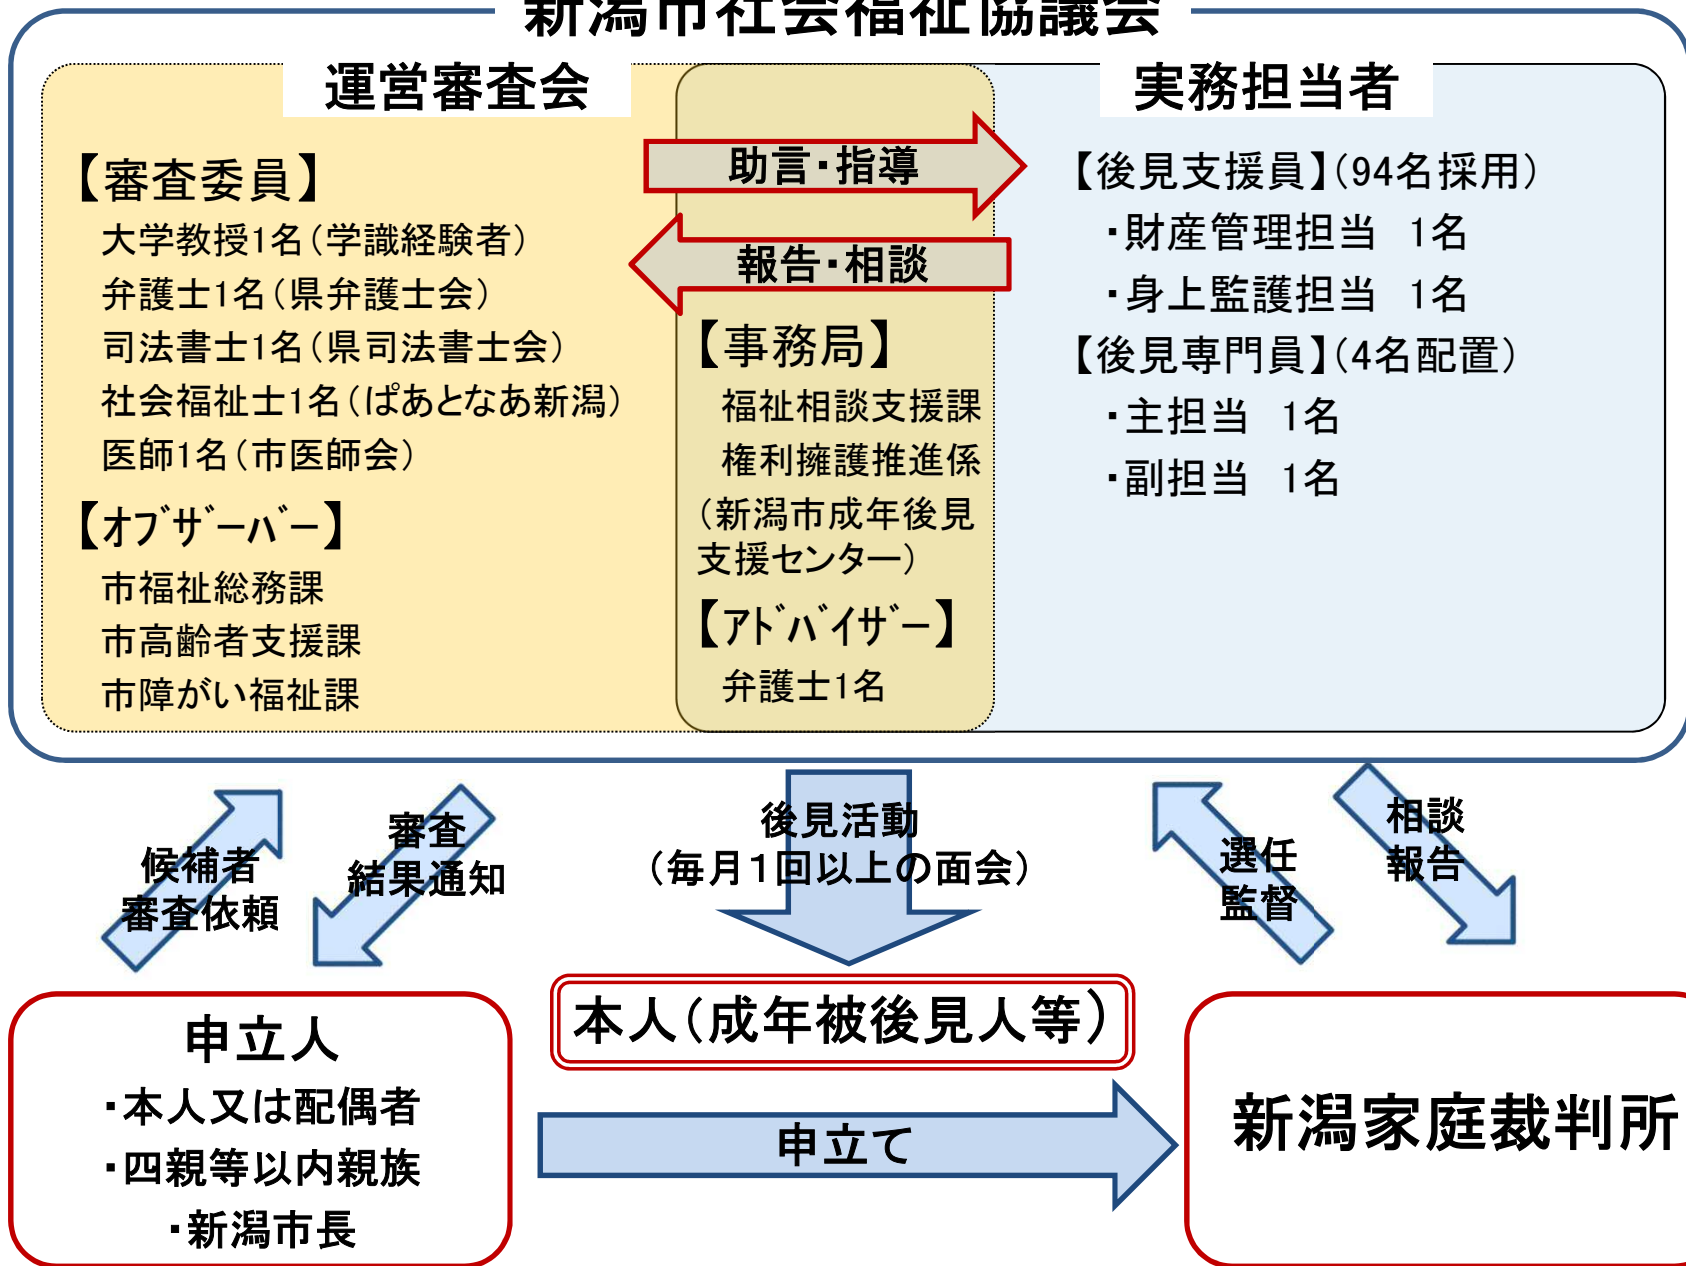 新潟市社会福祉協議会
運営審査会
【審査委員】
大学教授1名（学識経験者）
弁護士1名（県弁護士会）
司法書士1名（県司法書士会）
社会福祉士1名（ぱあとなあ新潟）
医師1名（市医師会）
【ｵﾌﾞｻﾞｰﾊﾞｰ】
市福祉総務課
市高齢者支援課
市障がい福祉課
助言・指導
報告・相談
【事務局】
福祉相談支援課
権利擁護推進係
（新潟市成年後見
支援センター）
【ｱﾄﾞﾊﾞｲｻﾞｰ】
弁護士1名
実務担当者
【後見支援員】（94名採用）
・財産管理担当　1名
・身上監護担当　1名
【後見専門員】（4名配置）
・主担当　1名
・副担当　1名
候補者
審査依頼
審査
結果通知
後見活動
（毎月1回以上の面会）
選任
監督
相談
報告
申立人
・本人又は配偶者
・四親等以内親族
・新潟市長
本人（成年被後見人等）
申立て
新潟家庭裁判所